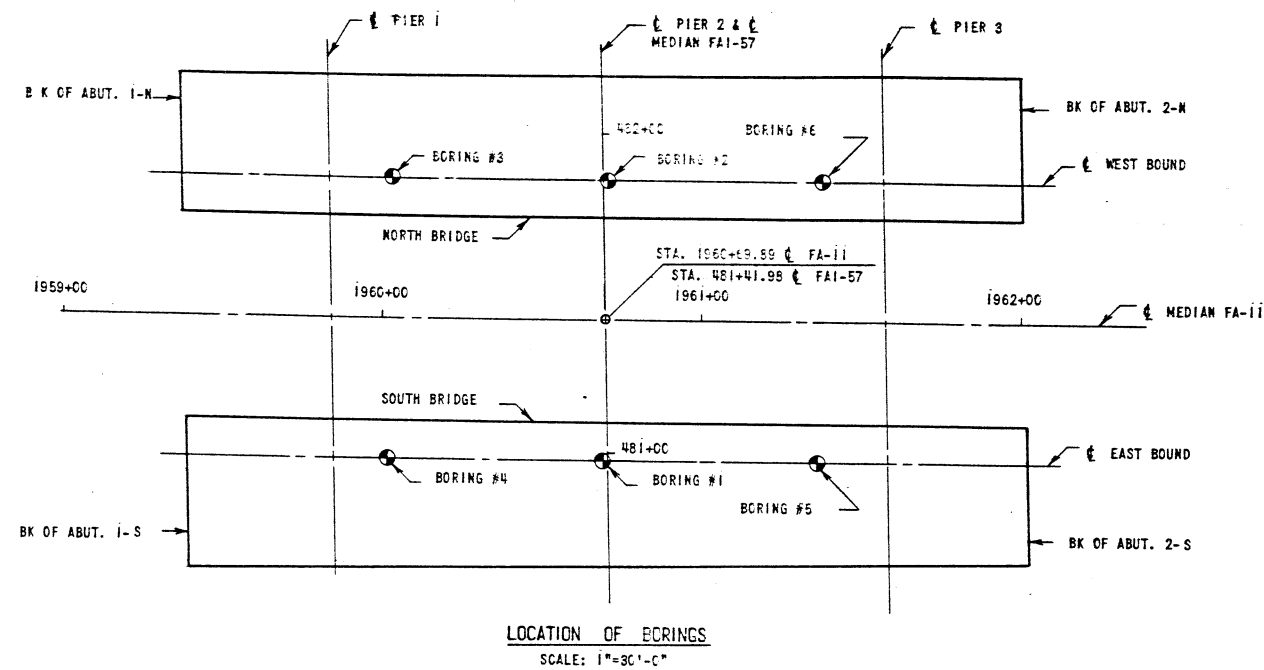 ℄ PIER 1
℄ PIER 2 & ℄
MEDIAN FAI-57
℄ PIER 3
BK OF ABUT. 1-N
BK OF ABUT. 2-N
482+00
BORING #3
BORING #2
BORING #6
℄ WEST BOUND
NORTH BRIDGE
STA. 1960+69.89 ℄ FA-11
STA. 481+41.98 ℄ FAI-57
1959+00
1960+00
1961+00
1962+00
℄ MEDIAN FA-11
SOUTH BRIDGE
481+00
℄ EAST BOUND
BORING #4
BORING #1
BORING #5
BK OF ABUT. 1-S
BK OF ABUT. 2-S
LOCATION OF BORINGS
SCALE: 1"=30'-0"